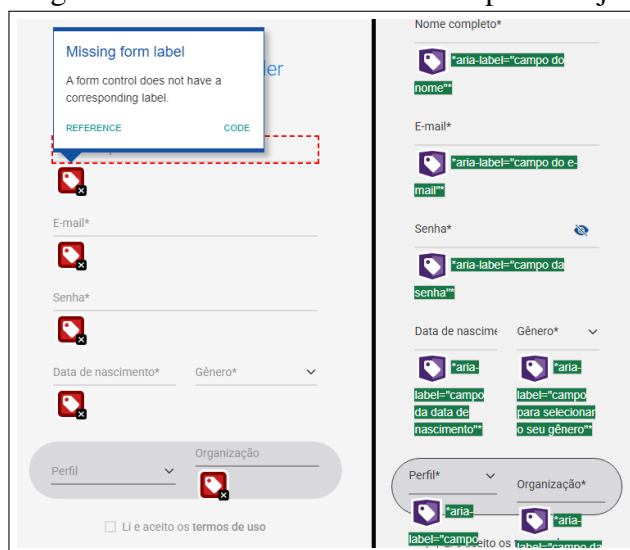 Missing form label
A form control does not have a
corresponding label.
REFERENCE
CODE
E-mail*
Senha*
Data de nascimento*
Gênero*
Perfil
Organização
Li e aceito os termos de uso
Nome completo*
*aria-label="campo do
nome"*
E-mail*
*aria-label="campo do e-
mail"*
Senha*
*aria-label="campo da
senha"*
Data de nascime
Gênero*
*aria-
label="campo
da data de
nascimento"*
*aria-
label="campo
para selecionar
o seu gênero"*
Perfil*
Organização*
*aria-
label="campo
*aria-
label="campo da